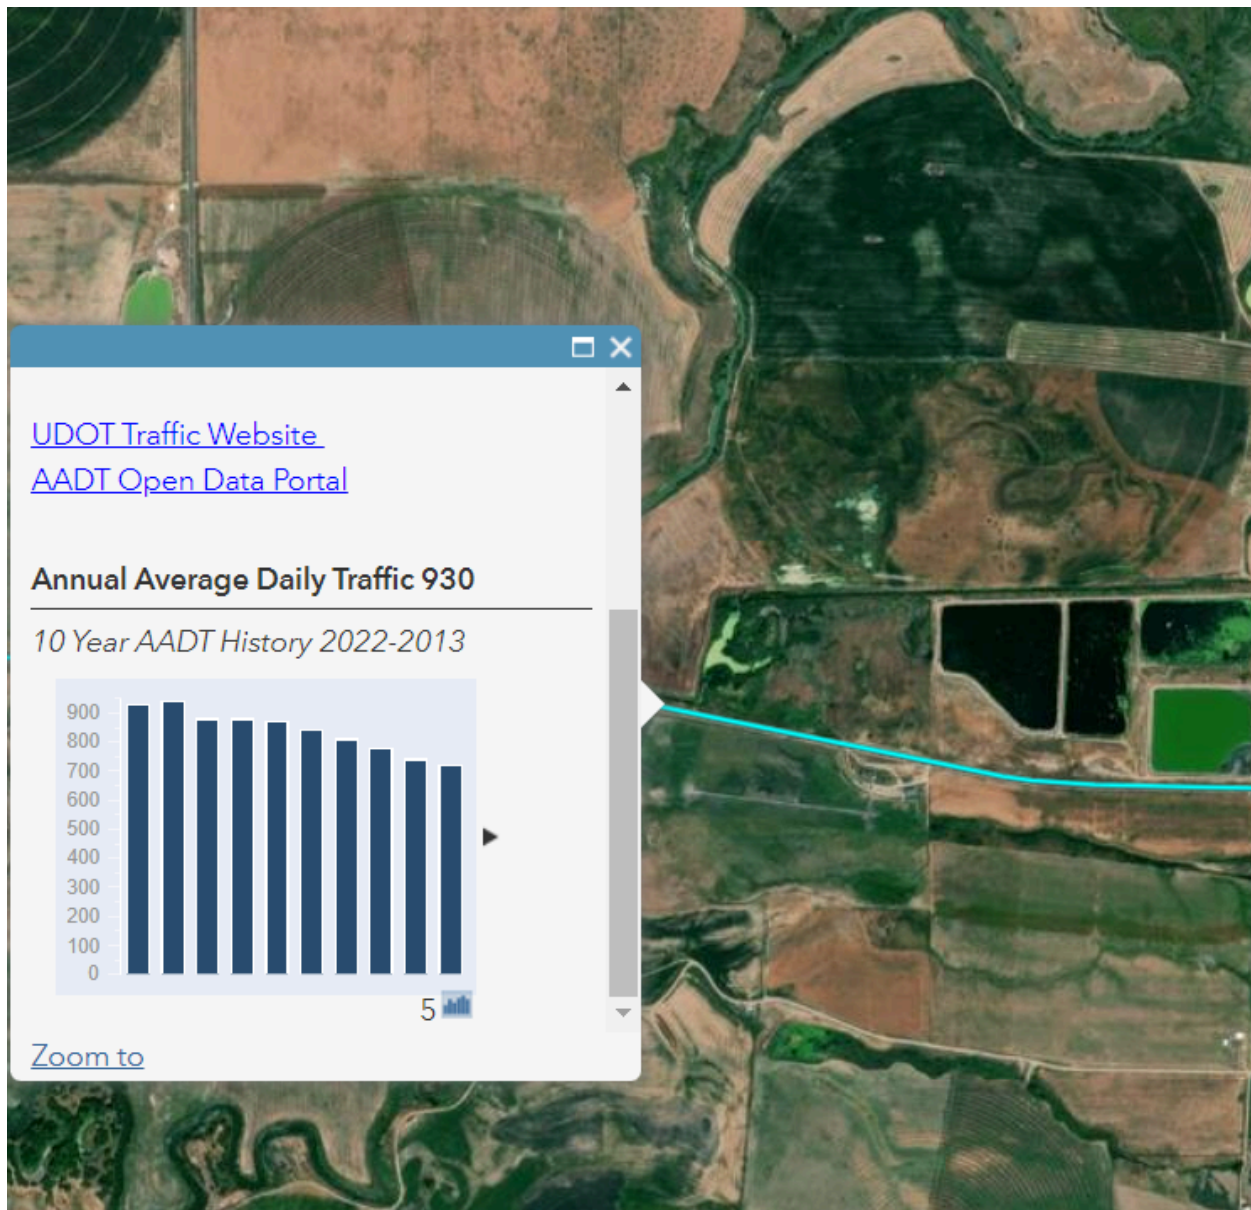 UDOT Traffic Website
AADT Open Data Portal
Annual Average Daily Traffic 930
10 Year AADT History 2022-2013
900
800
700
600
500
400
300
200
100
0
5
Zoom to